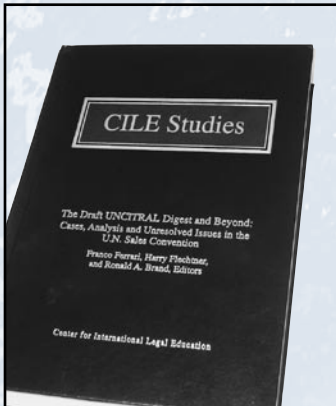 CILE Studies
The Draft UNCITRAL Digest and Beyond:
Cases, Analysis and Unresolved Issues in the
U.N. Sales Convention
Franco Ferrari, Harry Flechtner,
and Ronald A. Brand, Editors
Center for International Legal Education